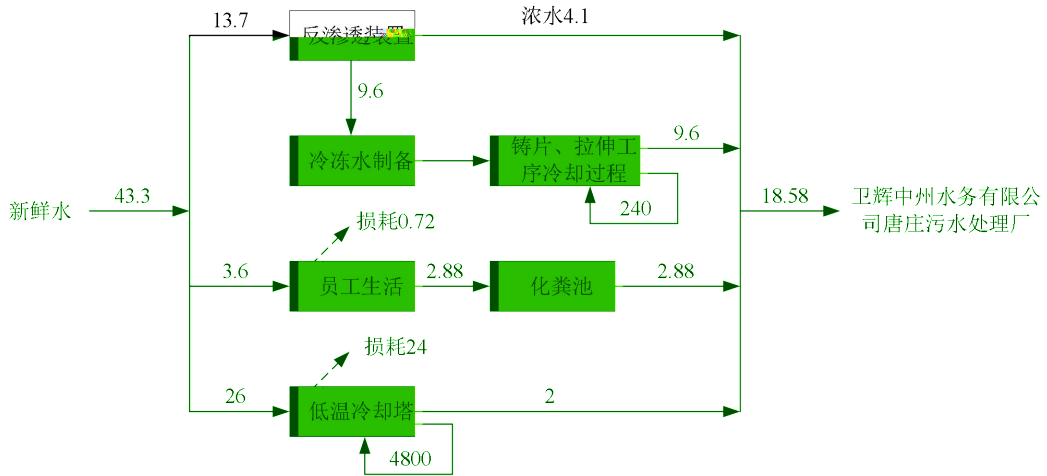 13.7
反渗透装置
浓水4.1
9.6
冷冻水制备
铸片、拉伸工
序冷却过程
9.6
240
新鲜水
43.3
18.58
卫辉中州水务有限公
司唐庄污水处理厂
损耗0.72
3.6
员工生活
2.88
化粪池
2.88
损耗24
26
低温冷却塔
2
4800